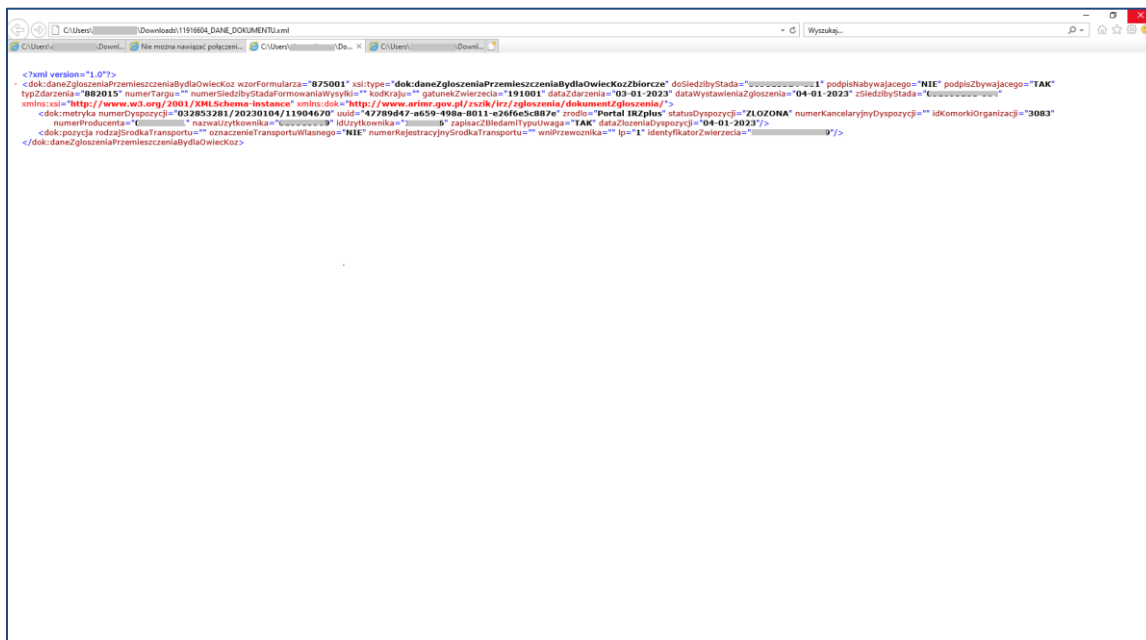 C:\Users\ \Downloads\11916604_DANE_DOKUMENTU.xml
Wyszukaj...
C:\Users\ \Downl...
Nie można nawiązać połączeni...
C:\Users\ \Do...
C:\Users\ \Downl...
<?xml version="1.0"?>
- <dok:daneZgloszeniaPrzemieszczeniaBydlaOwiecKoz wzorFormularza="875001" xsi:type="dok:daneZgloszeniaPrzemieszczeniaBydlaOwiecKozZbiorcze" doSiedzibyStada=" 1" podpisNabywajacego="NIE" podpisZbywajacego="TAK"
typZdarzenia="882015" numerTargu="" numerSiedzibyStadaFormowaniaWysylki="" kodKraju="" gatunekZwierzecia="191001" dataZdarzenia="03-01-2023" dataWystawieniaZgloszenia="04-01-2023" zSiedzibyStada=" "
xmlns:xsi="http://www.w3.org/2001/XMLSchema-instance" xmlns:dok="http://www.arimr.gov.pl/zszik/irz/zgloszenia/dokumentZgloszenia/">
<dok:metryka numerDyspozycji="032853281/20230104/11904670" uuid="47789d47-a659-498a-8011-e26f6e5c887e" zrodlo="Portal IRZplus" statusDyspozycji="ZLOZONA" numerKancelaryjnyDyspozycji="" idKomorkiOrganizacji="3083"
numerProducenta=" " nazwaUzytkownika=" " idUzytkownika=" 6" zapisacZBledamiTypuUwaga="TAK" dataZlozeniaDyspozycji="04-01-2023"/>
<dok:pozycja rodzajSrodkaTransportu="" oznaczenieTransportuWlasnego="NIE" numerRejestracyjnySrodkaTransportu="" wniPrzewoznika="" lp="1" identyfikatorZwierzecia=" 9"/>
</dok:daneZgloszeniaPrzemieszczeniaBydlaOwiecKoz>